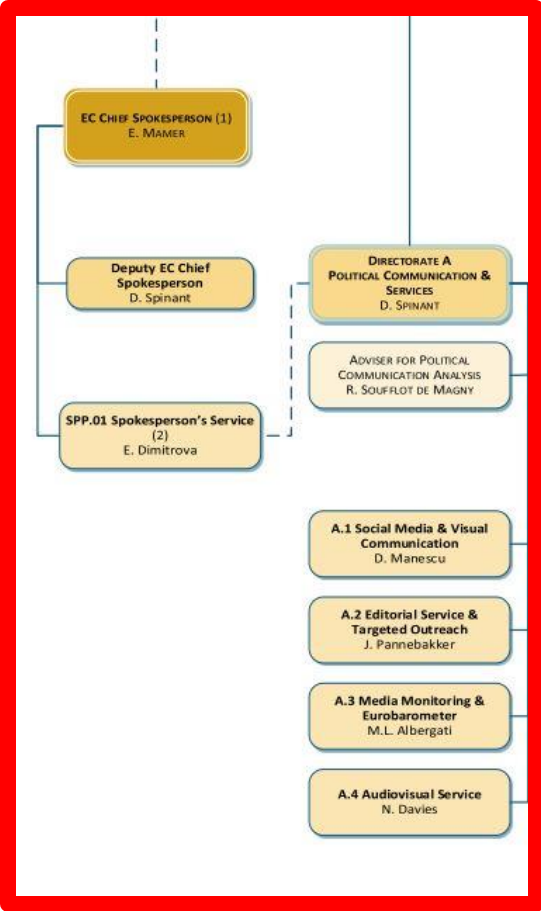 EC CHIEF SPOKESPERSON (1)
E. MAMER
Deputy EC Chief
Spokesperson
D. Spinant
SPP.01 Spokesperson's Service
(2)
E. Dimitrova
DIRECTORATE A
POLITICAL COMMUNICATION &
SERVICES
D. SPINANT
ADVISER FOR POLITICAL
COMMUNICATION ANALYSIS
R. SOUFFLOT DE MAGNY
A.1 Social Media & Visual
Communication
D. Manescu
A.2 Editorial Service &
Targeted Outreach
J. Pannebakker
A.3 Media Monitoring &
Eurobarometer
M.L. Albergati
A.4 Audiovisual Service
N. Davies